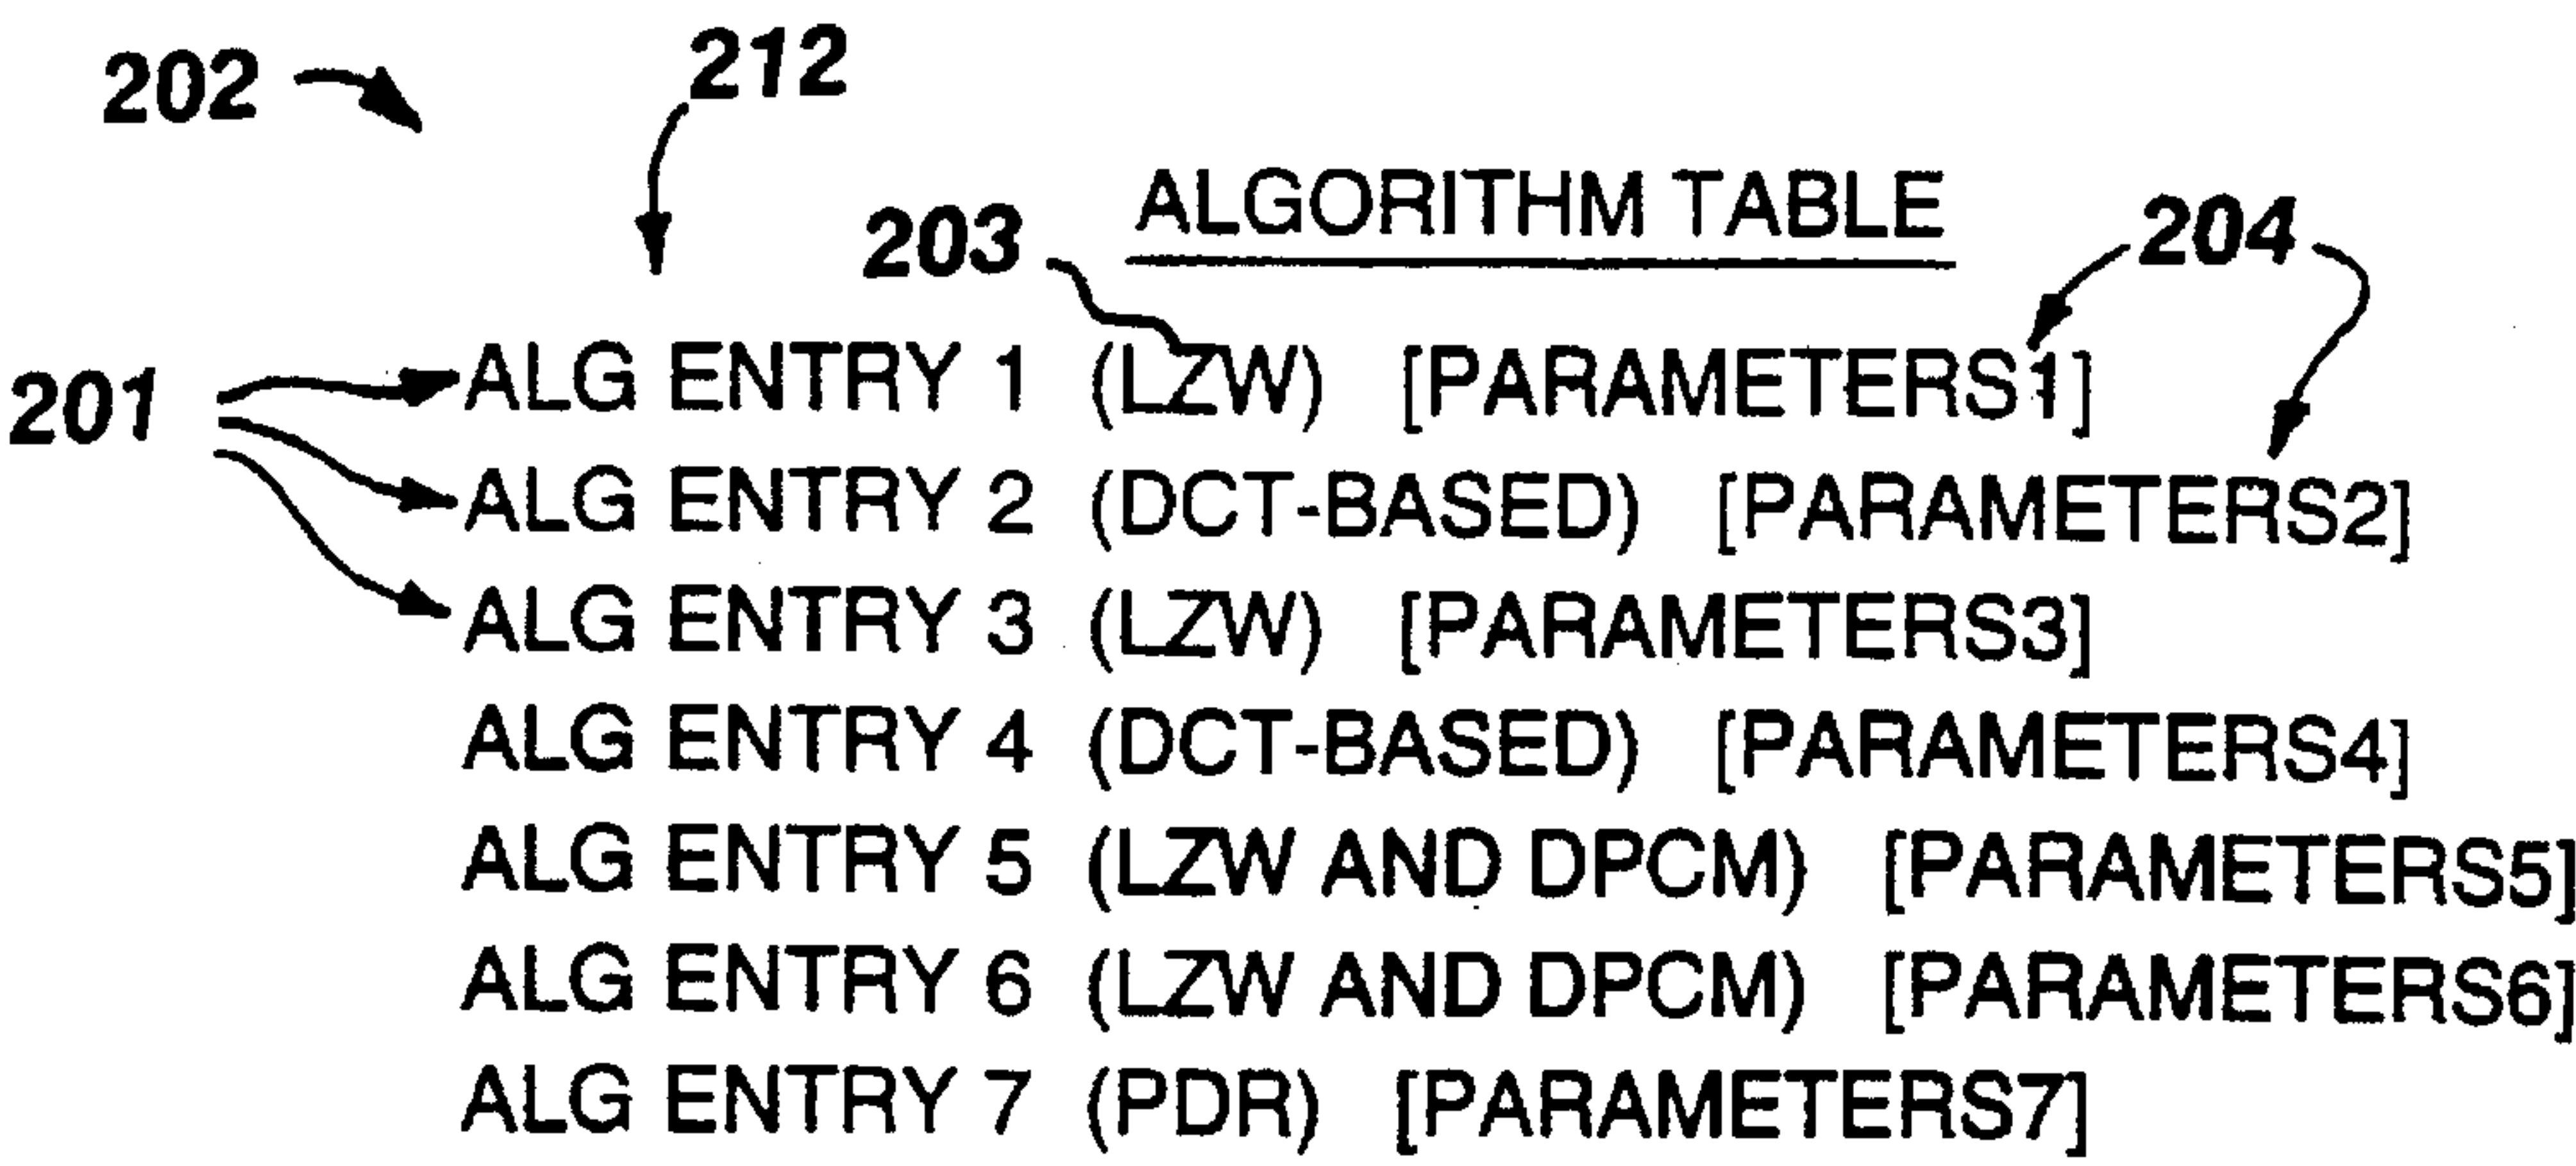 202
212
ALGORITHM TABLE
203
204
201
ALG ENTRY 1 (LZW) [PARAMETERS1]
ALG ENTRY 2 (DCT-BASED) [PARAMETERS2]
ALG ENTRY 3 (LZW) [PARAMETERS3]
ALG ENTRY 4 (DCT-BASED) [PARAMETERS4]
ALG ENTRY 5 (LZW AND DPCM) [PARAMETERS5]
ALG ENTRY 6 (LZW AND DPCM) [PARAMETERS6]
ALG ENTRY 7 (PDR) [PARAMETERS7]